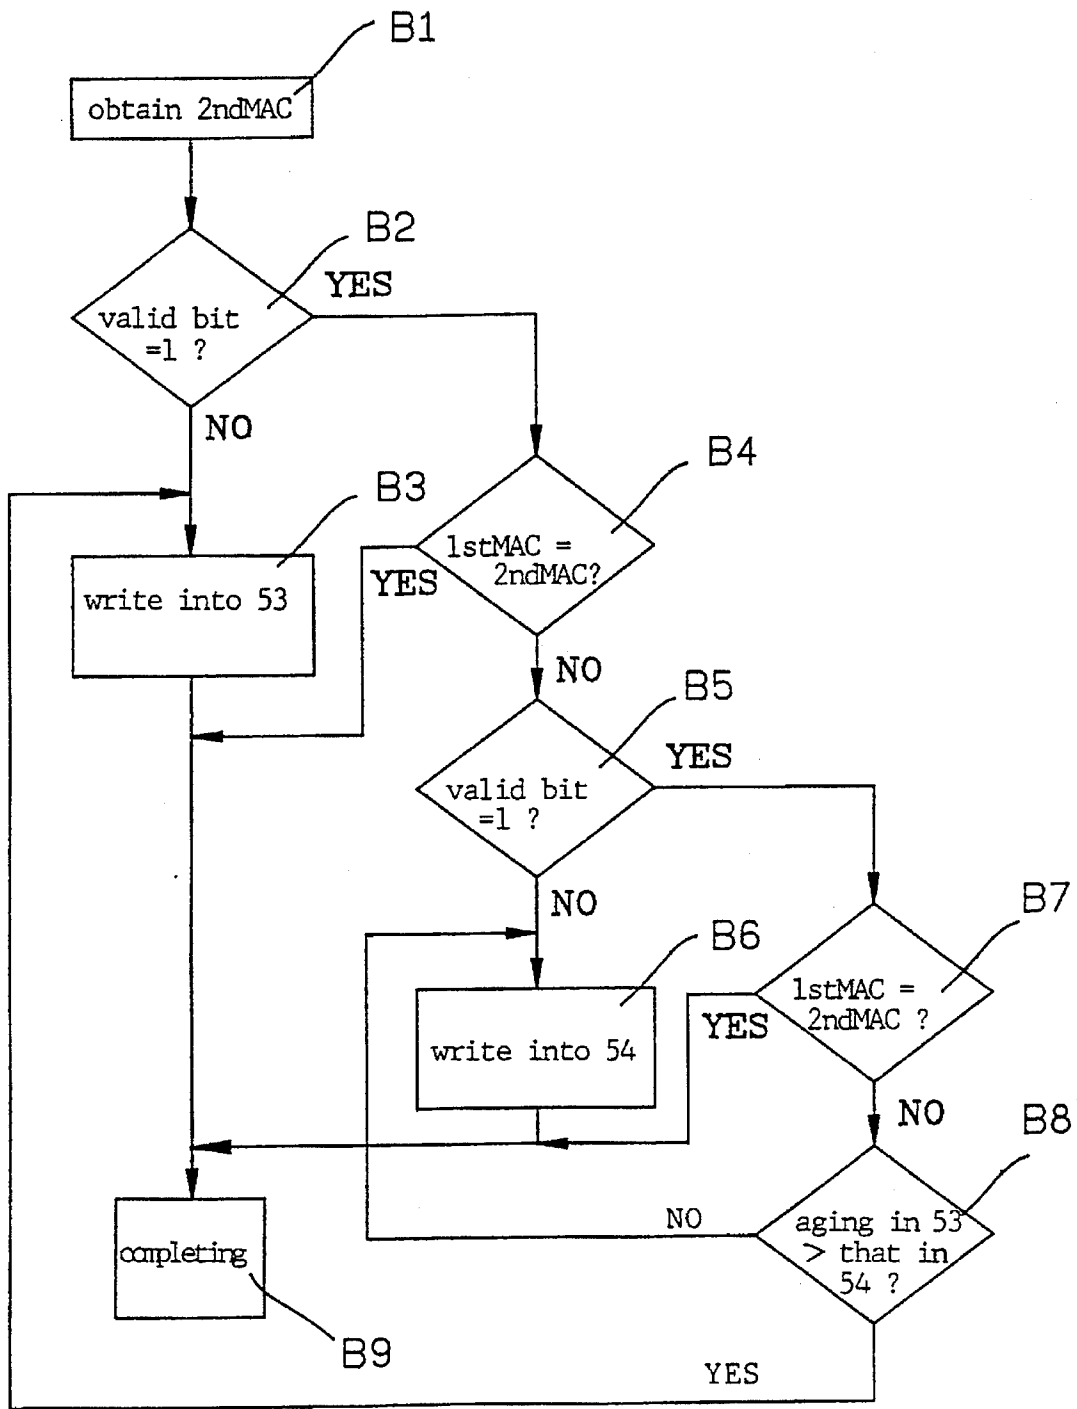 B1
obtain 2ndMAC
B2
YES
valid bit
=1 ?
NO
B4
B3
1stMAC =
2ndMAC?
YES
write into 53
NO
B5
YES
valid bit
=1 ?
NO
B7
B6
1stMAC =
2ndMAC ?
YES
write into 54
NO
B8
NO
aging in 53
> that in
54 ?
completing
B9
YES